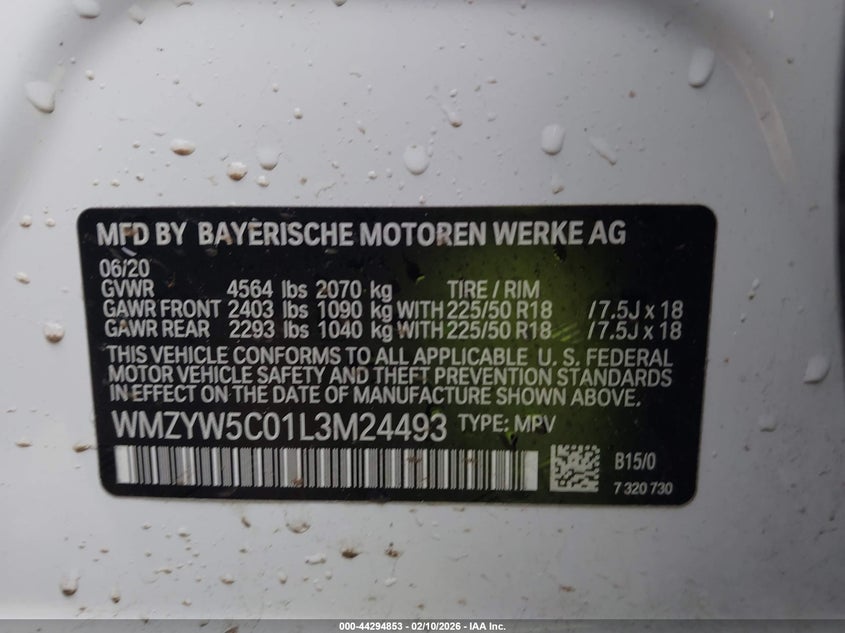 MFD BY BAYERISCHE MOTOREN WERKE AG
06/20
GVWR 4564 lbs 2070 kg TIRE / RIM
GAWR FRONT 2403 lbs 1090 kg WITH 225/50 R18 / 7.5J x 18
GAWR REAR 2293 lbs 1040 kg WITH 225/50 R18 / 7.5J x 18
THIS VEHICLE CONFORMS TO ALL APPLICABLE U. S. FEDERAL
MOTOR VEHICLE SAFETY AND THEFT PREVENTION STANDARDS
IN EFFECT ON THE DATE OF MANUFACTURE SHOWN ABOVE.
WMZYW5C01L3M24493 TYPE: MPV
B15/0
7 320 730
000-44294853 — 02/10/2026 — IAA Inc.